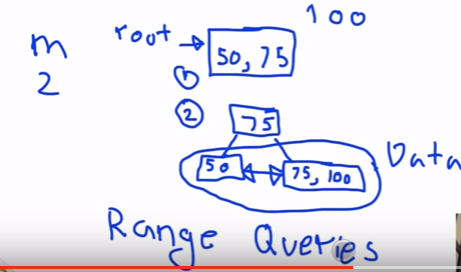 100
m root
50, 75
2 ①
② 75
50 75, 100 Data
Range Queries